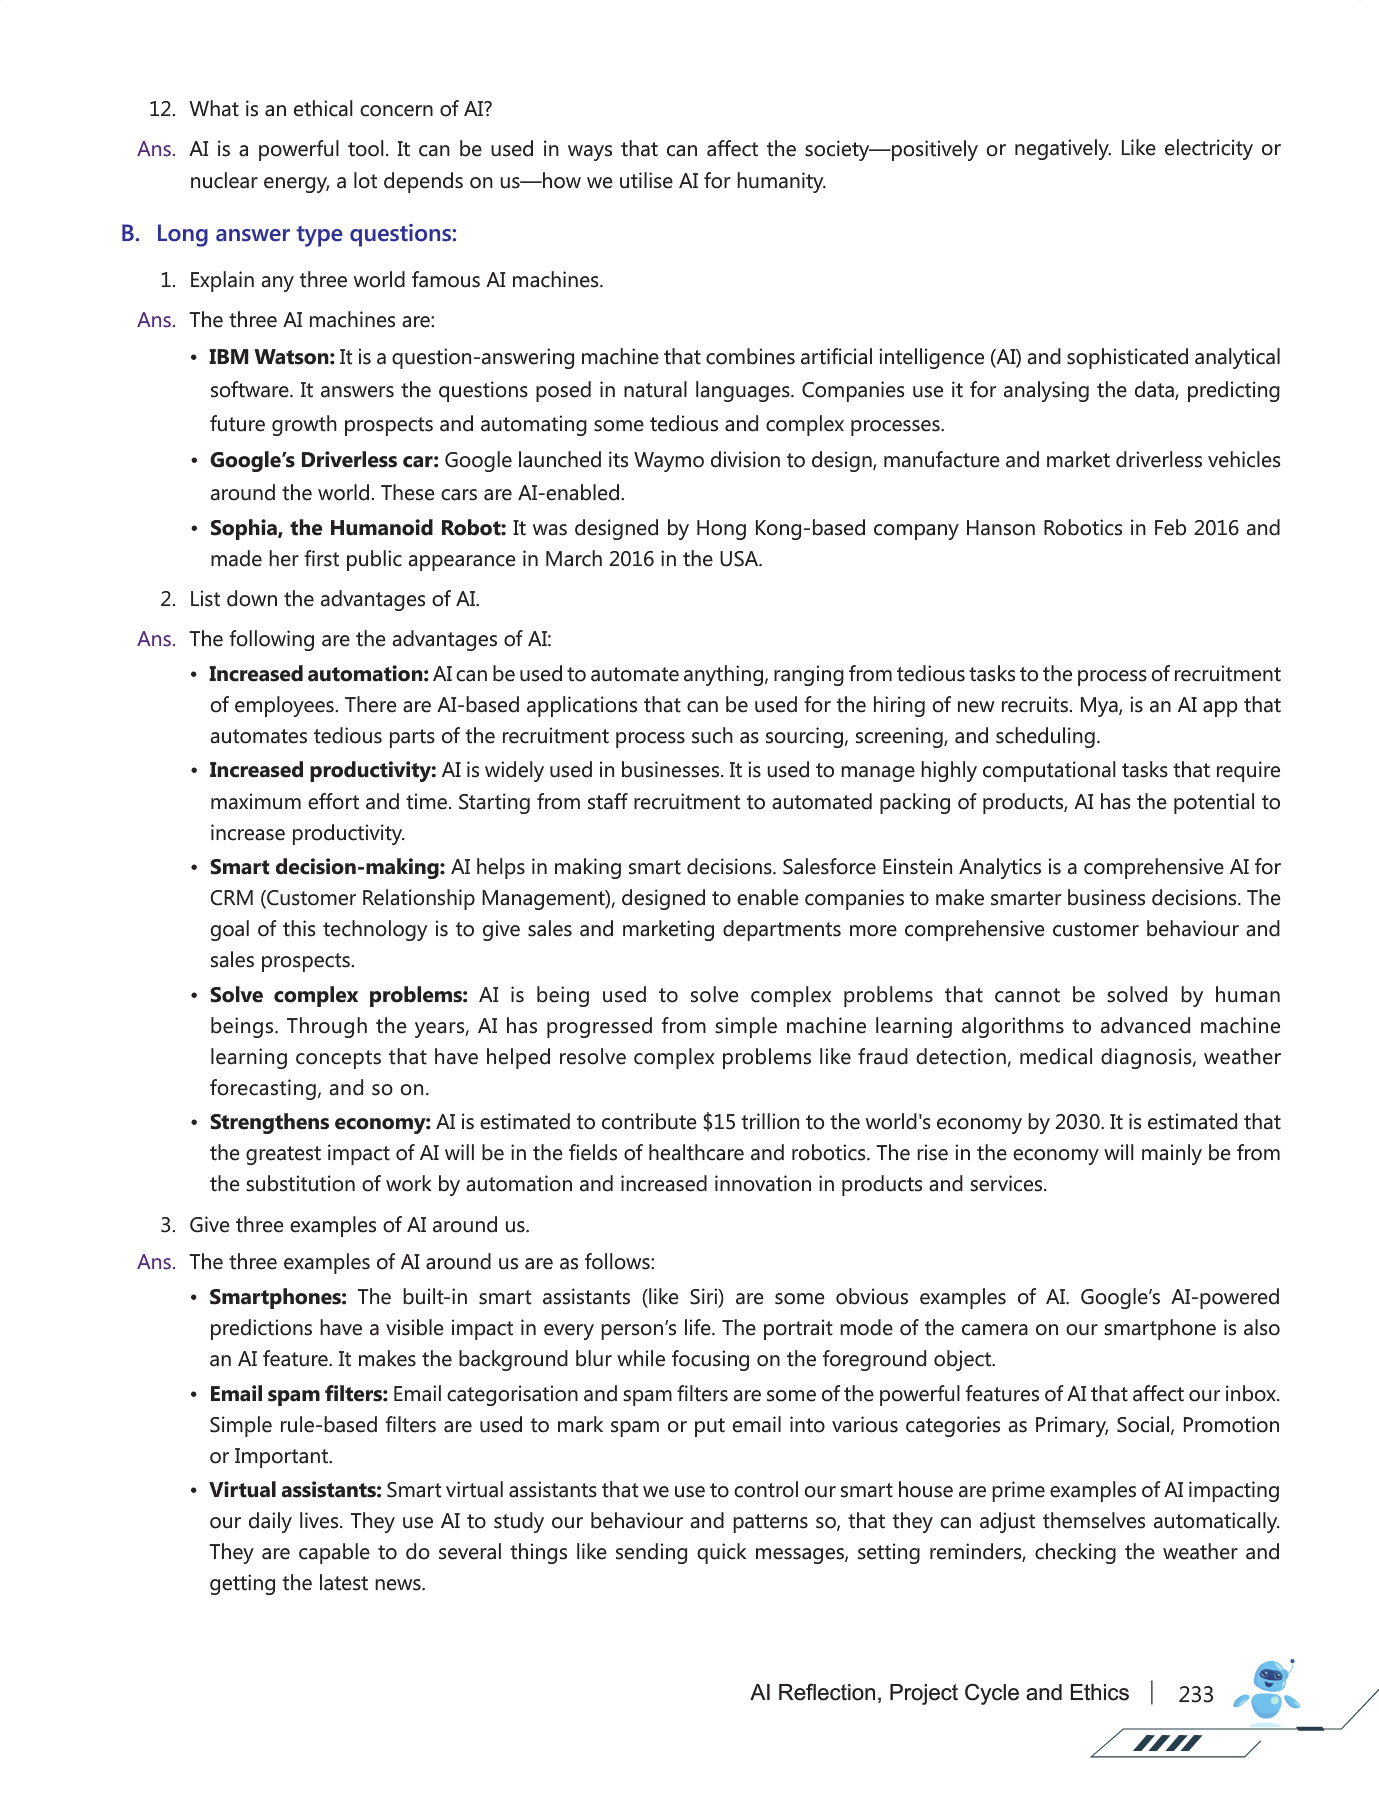 12. What is an ethical concern of AI?
Ans. AI is a powerful tool. It can be used in ways that can affect the society—positively or negatively. Like electricity or
nuclear energy, a lot depends on us—how we utilise AI for humanity.
B. Long answer type questions:
1. Explain any three world famous AI machines.
Ans. The three AI machines are:
• IBM Watson: It is a question-answering machine that combines artificial intelligence (AI) and sophisticated analytical
software. It answers the questions posed in natural languages. Companies use it for analysing the data, predicting
future growth prospects and automating some tedious and complex processes.
• Google’s Driverless car: Google launched its Waymo division to design, manufacture and market driverless vehicles
around the world. These cars are AI-enabled.
• Sophia, the Humanoid Robot: It was designed by Hong Kong-based company Hanson Robotics in Feb 2016 and
made her first public appearance in March 2016 in the USA.
2. List down the advantages of AI.
Ans. The following are the advantages of AI:
• Increased automation: AI can be used to automate anything, ranging from tedious tasks to the process of recruitment
of employees. There are AI-based applications that can be used for the hiring of new recruits. Mya, is an AI app that
automates tedious parts of the recruitment process such as sourcing, screening, and scheduling.
• Increased productivity: AI is widely used in businesses. It is used to manage highly computational tasks that require
maximum effort and time. Starting from staff recruitment to automated packing of products, AI has the potential to
increase productivity.
• Smart decision-making: AI helps in making smart decisions. Salesforce Einstein Analytics is a comprehensive AI for
CRM (Customer Relationship Management), designed to enable companies to make smarter business decisions. The
goal of this technology is to give sales and marketing departments more comprehensive customer behaviour and
sales prospects.
• Solve complex problems: AI is being used to solve complex problems that cannot be solved by human
beings. Through the years, AI has progressed from simple machine learning algorithms to advanced machine
learning concepts that have helped resolve complex problems like fraud detection, medical diagnosis, weather
forecasting, and so on.
• Strengthens economy: AI is estimated to contribute $15 trillion to the world's economy by 2030. It is estimated that
the greatest impact of AI will be in the fields of healthcare and robotics. The rise in the economy will mainly be from
the substitution of work by automation and increased innovation in products and services.
3. Give three examples of AI around us.
Ans. The three examples of AI around us are as follows:
• Smartphones: The built-in smart assistants (like Siri) are some obvious examples of AI. Google’s AI-powered
predictions have a visible impact in every person’s life. The portrait mode of the camera on our smartphone is also
an AI feature. It makes the background blur while focusing on the foreground object.
• Email spam filters: Email categorisation and spam filters are some of the powerful features of AI that affect our inbox.
Simple rule-based filters are used to mark spam or put email into various categories as Primary, Social, Promotion
or Important.
• Virtual assistants: Smart virtual assistants that we use to control our smart house are prime examples of AI impacting
our daily lives. They use AI to study our behaviour and patterns so, that they can adjust themselves automatically.
They are capable to do several things like sending quick messages, setting reminders, checking the weather and
getting the latest news.
AI Reflection, Project Cycle and Ethics | 233